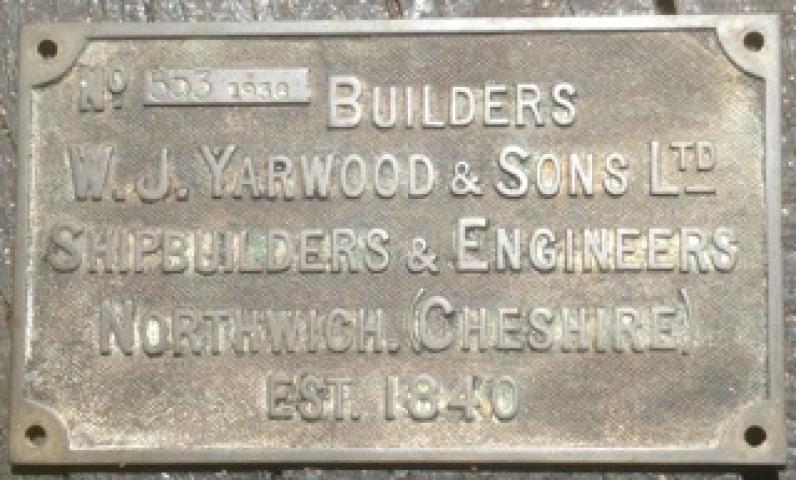 No 553 1936 BUILDERS
W. J. YARWOOD & SONS LTD
SHIPBUILDERS & ENGINEERS
NORTHWICH. (CHESHIRE)
EST. 1840